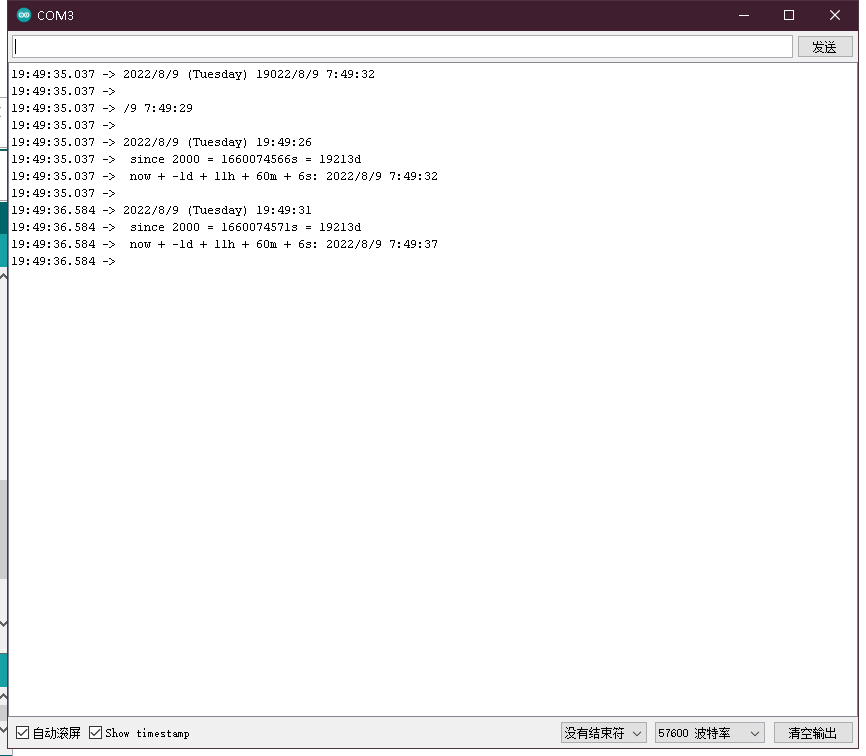 COM3
发送
19:49:35.037 -> 2022/8/9 (Tuesday) 19022/8/9 7:49:32
19:49:35.037 ->
19:49:35.037 -> /9 7:49:29
19:49:35.037 ->
19:49:35.037 -> 2022/8/9 (Tuesday) 19:49:26
19:49:35.037 ->  since 2000 = 1660074566s = 19213d
19:49:35.037 ->  now + -1d + 11h + 60m + 6s: 2022/8/9 7:49:32
19:49:35.037 ->
19:49:36.584 -> 2022/8/9 (Tuesday) 19:49:31
19:49:36.584 ->  since 2000 = 1660074571s = 19213d
19:49:36.584 ->  now + -1d + 11h + 60m + 6s: 2022/8/9 7:49:37
19:49:36.584 ->
自动滚屏 Show timestamp 没有结束符 57600 波特率 清空输出